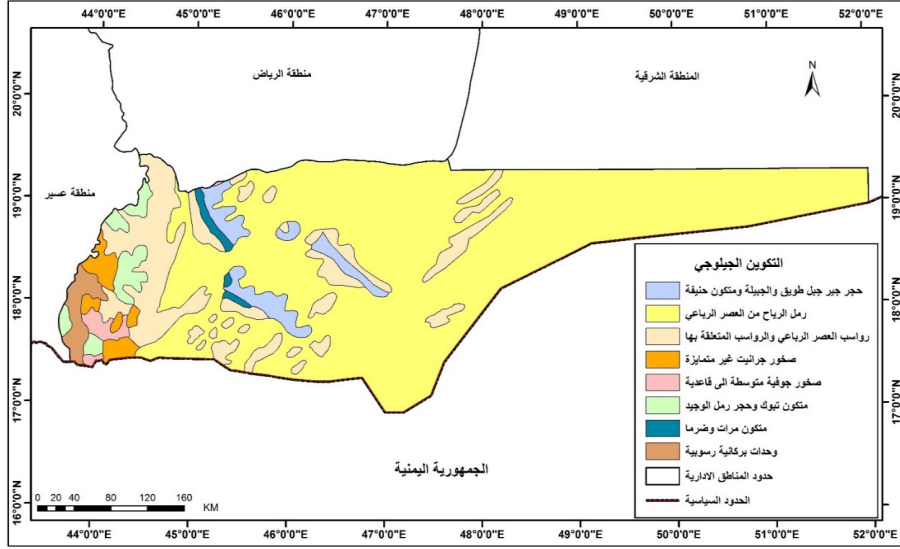 44°0'0"E 45°0'0"E 46°0'0"E 47°0'0"E 48°0'0"E 49°0'0"E 50°0'0"E 51°0'0"E 52°0'0"E
منطقة الرياض
المنطقة الشرقية
N
20°0'0"N
20°0'0"N
منطقة عسير
19°0'0"N
19°0'0"N
18°0'0"N
18°0'0"N
17°0'0"N
17°0'0"N
16°0'0"N
16°0'0"N
التكوين الجيلوجي
حجر جير جبل طويق والجبيلة ومتكون حنيفة
رمل الرياح من العصر الرباعي
رواسب العصر الرباعي والرواسب المتعلقة بها
صخور جرانيت غير متمايزة
صخور جوفية متوسطة الى قاعدية
متكون تبوك وحجر رمل الوجيد
متكون مرات وضرما
وحدات بركانية رسوبية
حدود المناطق الادارية
الحدود السياسية
الجمهورية اليمنية
0 20 40 80 120 160
KM
44°0'0"E 45°0'0"E 46°0'0"E 47°0'0"E 48°0'0"E 49°0'0"E 50°0'0"E 51°0'0"E 52°0'0"E